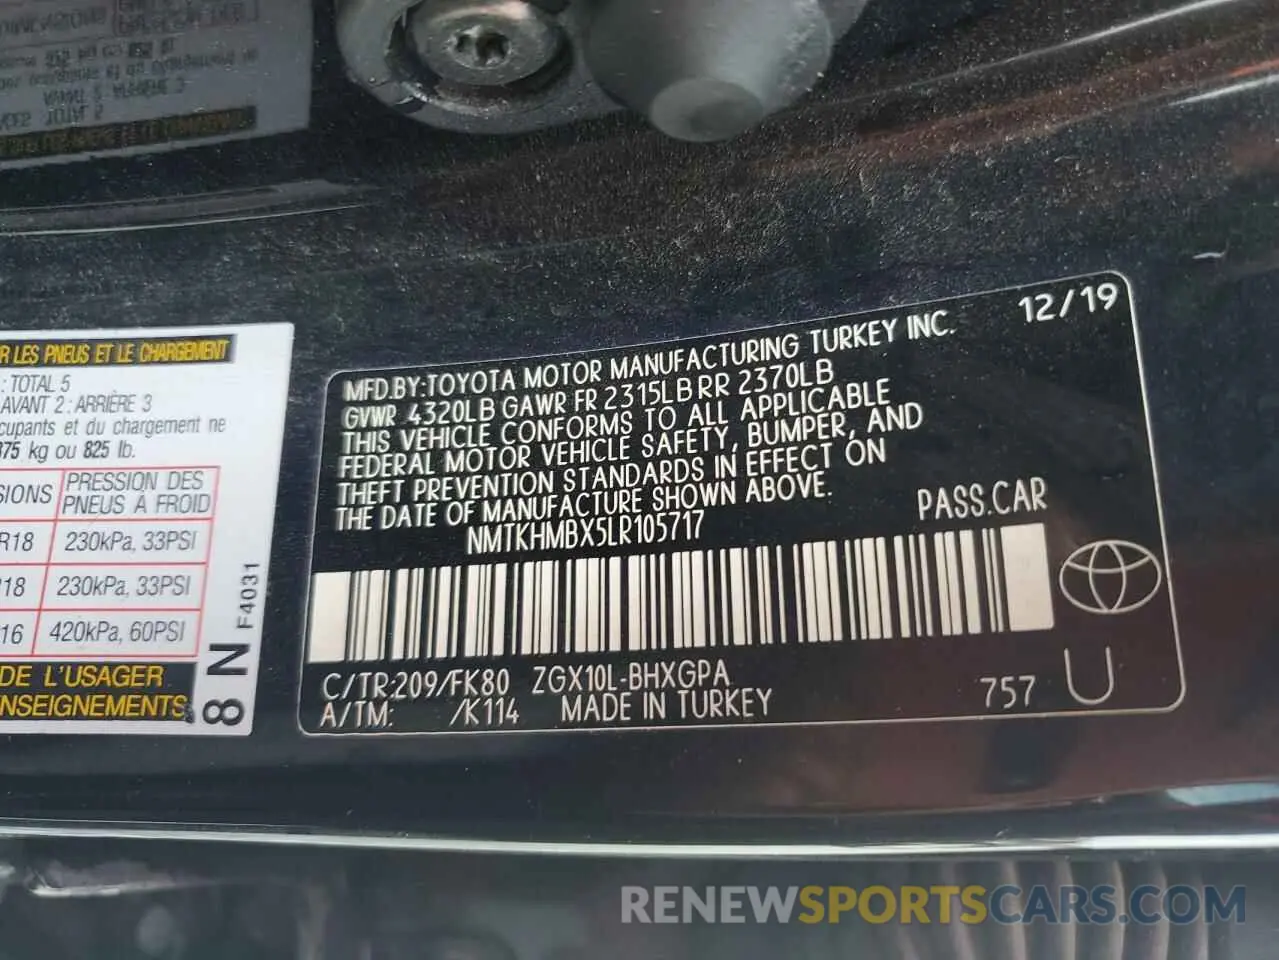 R LES PNEUS ET LE CHARGEMENT
: TOTAL 5
AVANT 2 : ARRIÈRE 3
cupants et du chargement ne
375 kg ou 825 lb.
SIONS PRESSION DES
PNEUS À FROID
R18 230kPa, 33PSI
18 230kPa, 33PSI
16 420kPa, 60PSI
DE L'USAGER
NSEIGNEMENTS
8 N F4031
12/19
MFD.BY:TOYOTA MOTOR MANUFACTURING TURKEY INC.
GVWR 4320LB GAWR FR 2315LB RR 2370LB
THIS VEHICLE CONFORMS TO ALL APPLICABLE
FEDERAL MOTOR VEHICLE SAFETY, BUMPER, AND
THEFT PREVENTION STANDARDS IN EFFECT ON
THE DATE OF MANUFACTURE SHOWN ABOVE.
NMTKHMBX5LR105717 PASS.CAR
C/TR:209/FK80 ZGX10L-BHXGPA
A/TM: /K114 MADE IN TURKEY 757 U
RENEWSPORTSCARS.COM